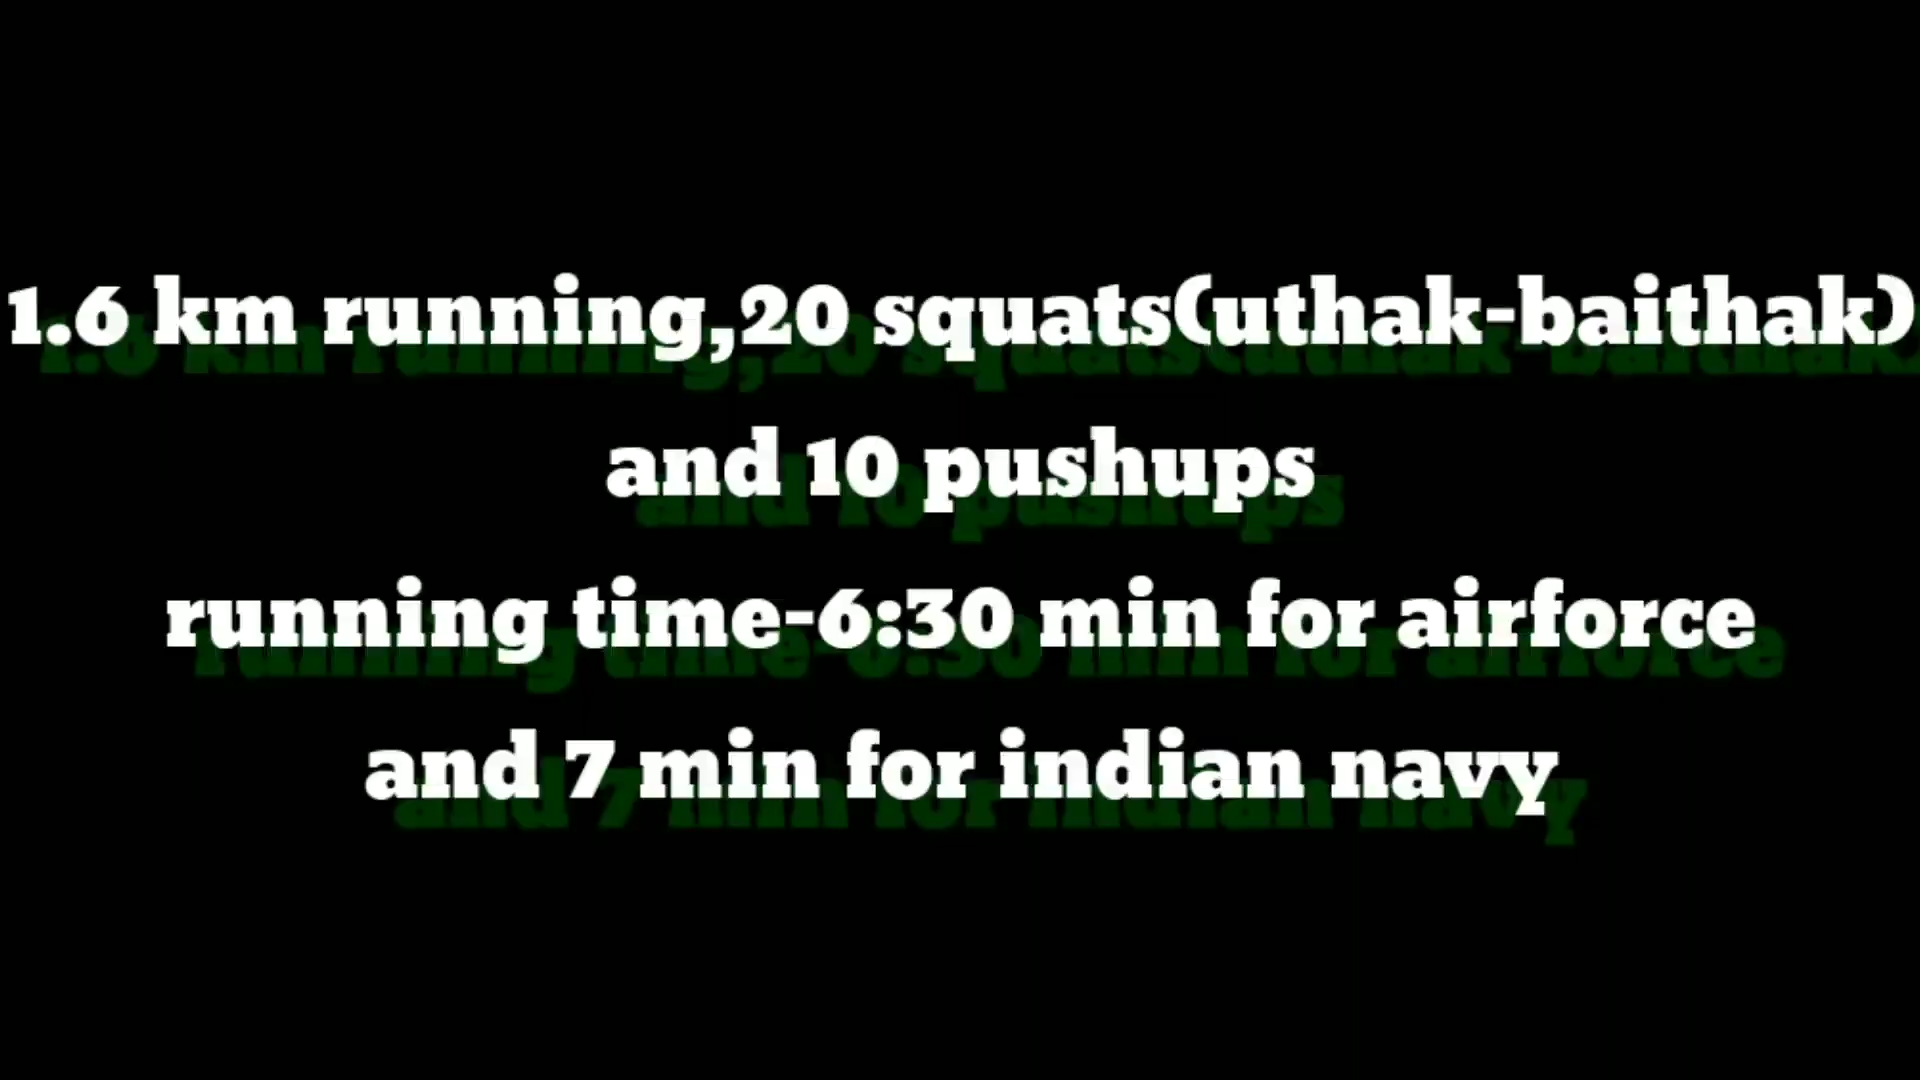 1.6 km running,20 squats(uthak-baithak)
and 10 pushups
running time-6:30 min for airforce
and 7 min for indian navy